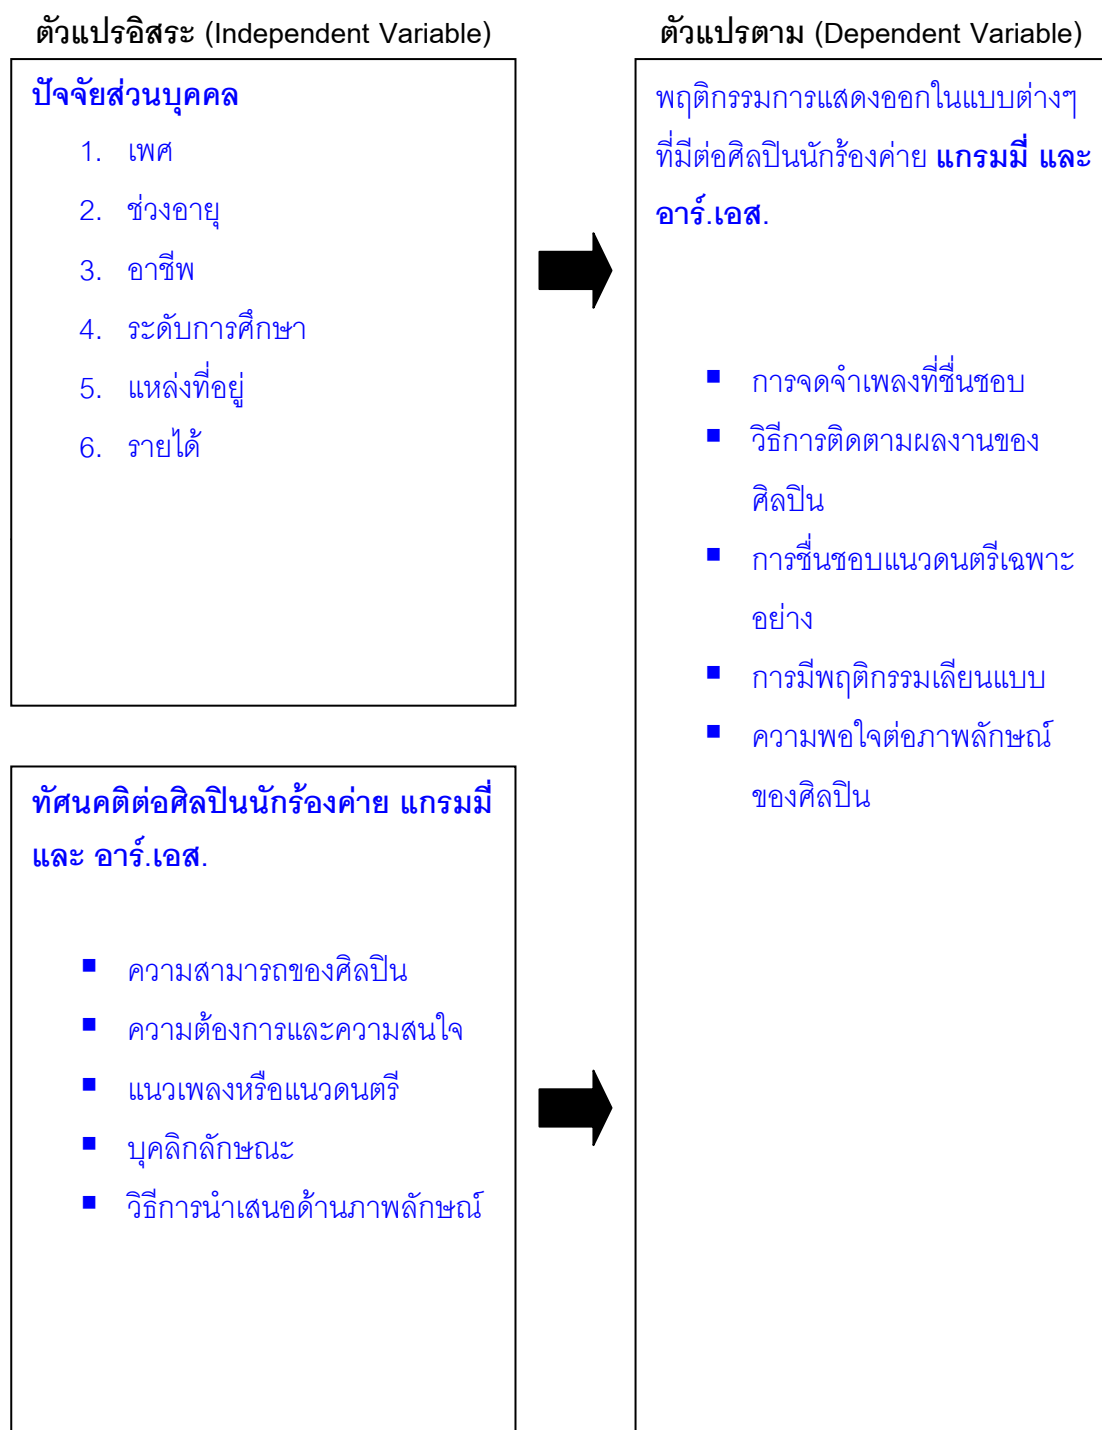 ตัวแปรอิสระ (Independent Variable)
ปัจจัยส่วนบุคคล
1. เพศ
2. ช่วงอายุ
3. อาชีพ
4. ระดับการศึกษา
5. แหล่งที่อยู่
6. รายได้
ทัศนคติต่อศิลปินนักร้องค่าย แกรมมี่
และ อาร์.เอส.
▪ ความสามารถของศิลปิน
▪ ความต้องการและความสนใจ
▪ แนวเพลงหรือแนวดนตรี
▪ บุคลิกลักษณะ
▪ วิธีการนำเสนอด้านภาพลักษณ์
ตัวแปรตาม (Dependent Variable)
พฤติกรรมการแสดงออกในแบบต่างๆ
ที่มีต่อศิลปินนักร้องค่าย แกรมมี่ และ
อาร์.เอส.
▪ การจดจำเพลงที่ชื่นชอบ
▪ วิธีการติดตามผลงานของ
ศิลปิน
▪ การชื่นชอบแนวดนตรีเฉพาะ
อย่าง
▪ การมีพฤติกรรมเลียนแบบ
▪ ความพอใจต่อภาพลักษณ์
ของศิลปิน